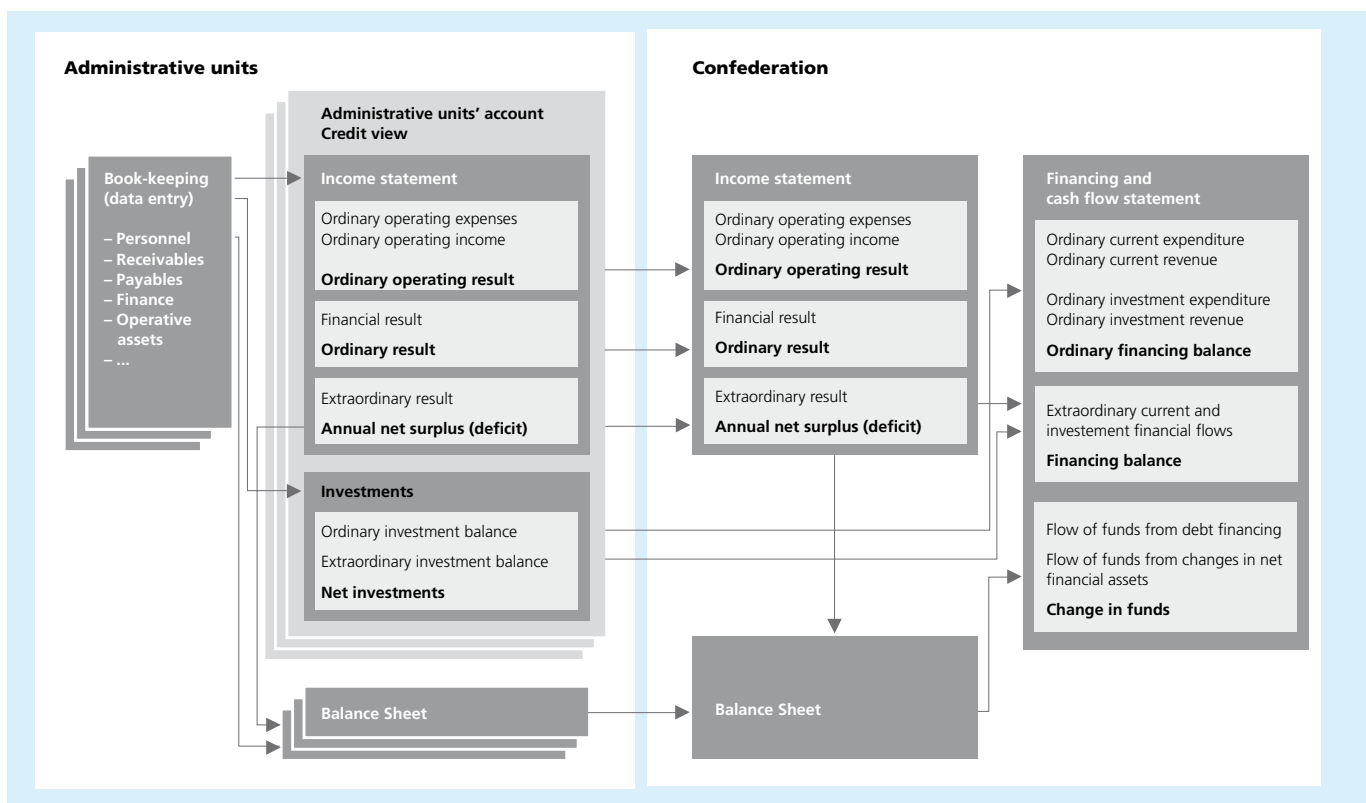 Administrative units
Administrative units' account
Credit view
Book-keeping
(data entry)
– Personnel
– Receivables
– Payables
– Finance
– Operative
assets
– ...
Income statement
Ordinary operating expenses
Ordinary operating income
Ordinary operating result
Financial result
Ordinary result
Extraordinary result
Annual net surplus (deficit)
Investments
Ordinary investment balance
Extraordinary investment balance
Net investments
Balance Sheet
Confederation
Income statement
Ordinary operating expenses
Ordinary operating income
Ordinary operating result
Financial result
Ordinary result
Extraordinary result
Annual net surplus (deficit)
Balance Sheet
Financing and
cash flow statement
Ordinary current expenditure
Ordinary current revenue
Ordinary investment expenditure
Ordinary investment revenue
Ordinary financing balance
Extraordinary current and
investement financial flows
Financing balance
Flow of funds from debt financing
Flow of funds from changes in net
financial assets
Change in funds